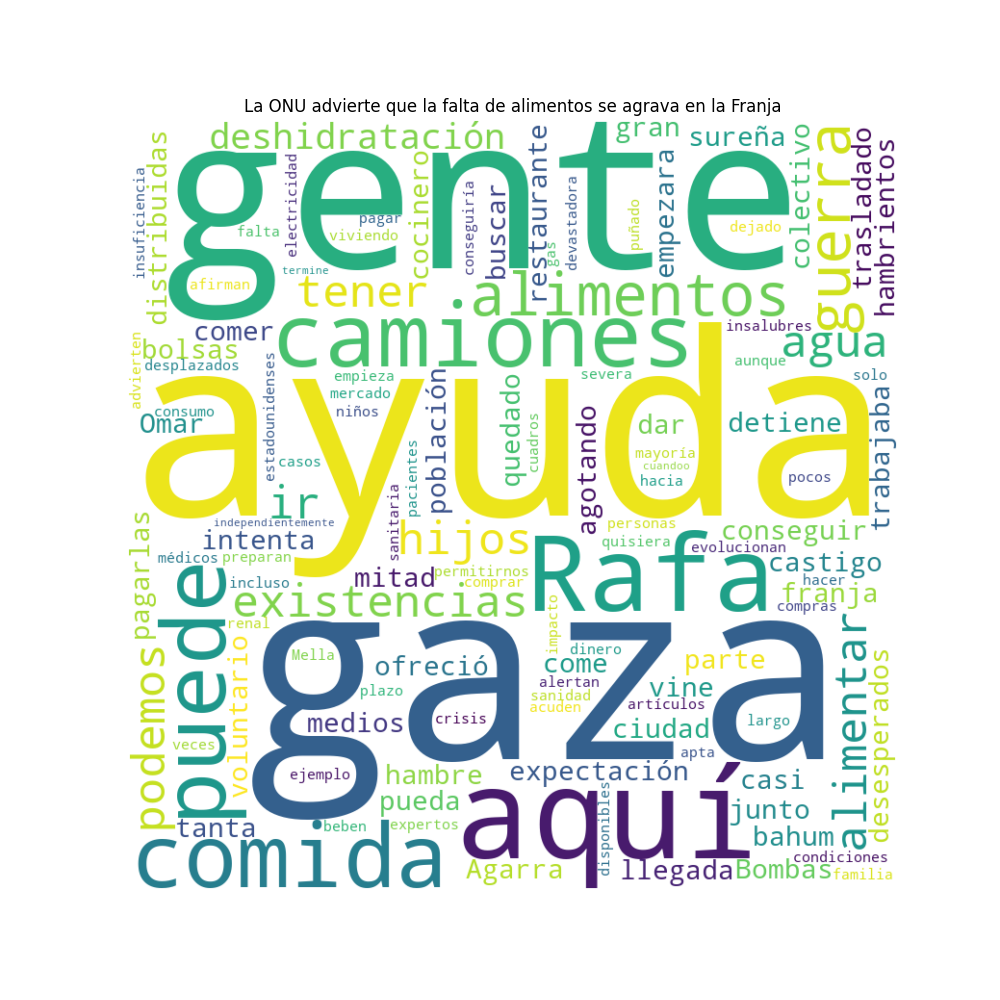 La ONU advierte que la falta de alimentos se agrava en la Franja
gente
deshidratación
gran
sureña
guerra
colectivo
trasladado
hambrientos
insuficiencia
distribuidas
electricidad
pagar
viviendo
falta
cocinero
conseguiría
buscar
restaurante
gas
devastadora
puñado
empezara
dejado
termine
afirman
tener
alimentos
camiones
comer
bolsas
advierten
desplazados
insalubres
agua
aunque
solo
ayuda
estadounidenses
empieza
mercado
niños
población
severa
consumo
Omar
quedado
cuadros
agotando
dar
detiene
trabajaba
casos
pacientes
mayoría
cuandoo
hacia
pocos
ir
sanitaria
independientemente
intenta
hijos
personas
quisiera
conseguir
evolucionan
médicos
preparan
castigo
pagarlas
incluso
mitad
permitirnos
comprar
Rafa
hacer
franja
compras
existencias
puede
renal
gaza
impacto
alimentar
voluntario
Mella
ofreció
dinero
come
parte
desesperados
podemos
plazo
alertan
sanidad
acuden
vine
artículos
medios
crisis
ciudad
largo
veces
apta
ejemplo
hambre
expectación
casi
pueda
aquí
disponibles
junto
tanta
beben
expertos
bahum
comida
Agarra
llegada
Bombas
condiciones
familia